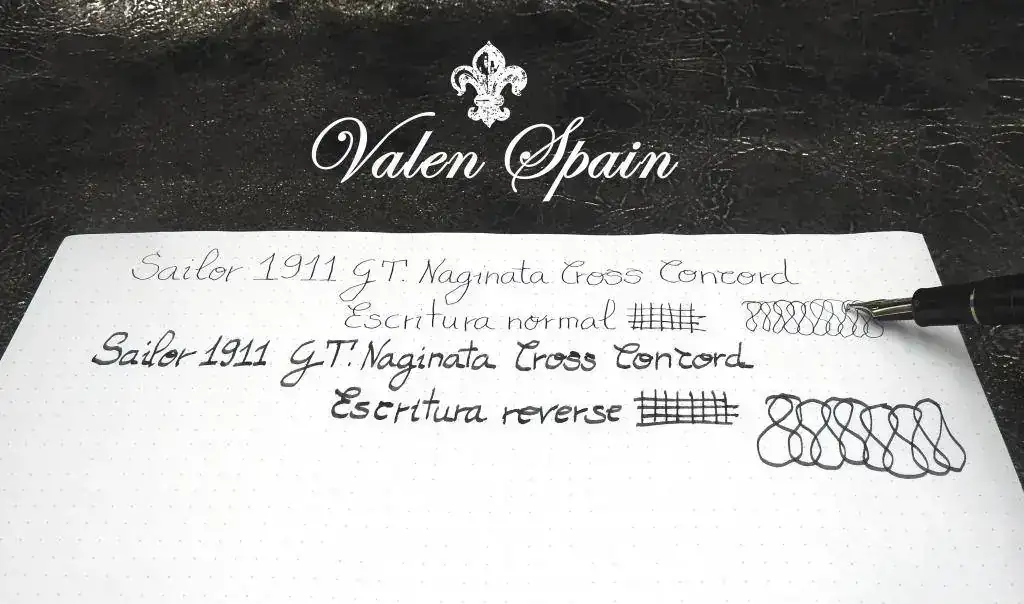 Valen Spain
Sailor 1911 GT. Naginata Cross Concord
Escritura normal
Sailor 1911 GT. Naginata Cross Concord
Escritura reverse